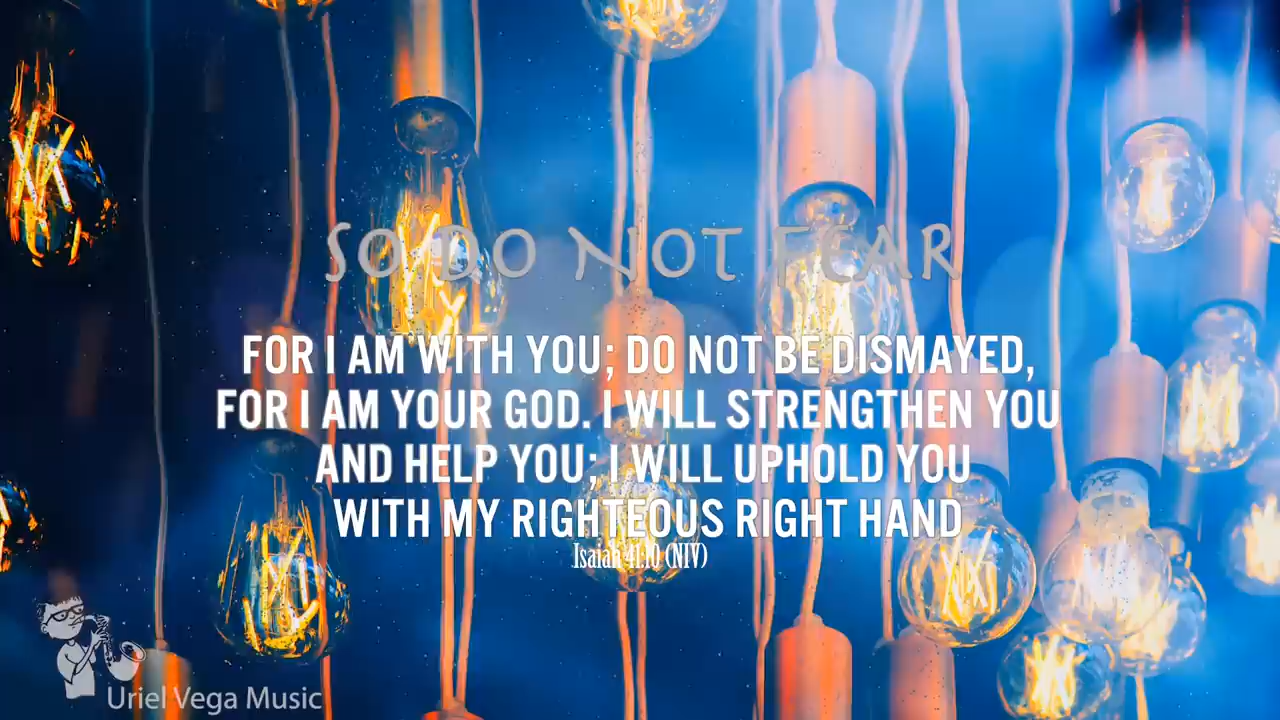 SO DO NOT FEAR
FOR I AM WITH YOU; DO NOT BE DISMAYED,
FOR I AM YOUR GOD. I WILL STRENGTHEN YOU
AND HELP YOU; I WILL UPHOLD YOU
WITH MY RIGHTEOUS RIGHT HAND
Isaiah 41:10 (NIV)
Uriel Vega Music